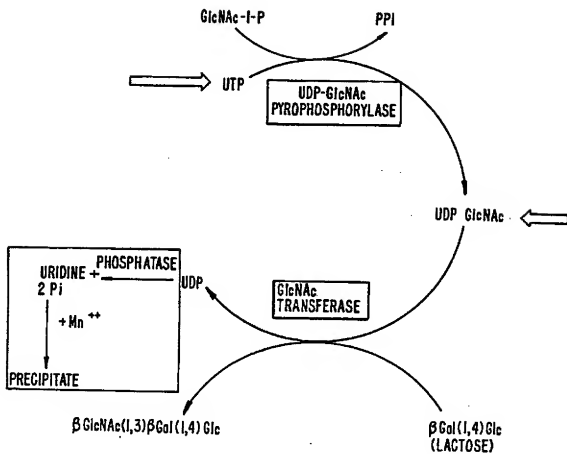 GlcNAc-1-P
PPI
UTP
UDP-GlcNAc
PYROPHOSPHORYLASE
UDP GlcNAc
PHOSPHATASE
URIDINE +
2 Pi
UDP
GlcNAc
TRANSFERASE
+Mn++
PRECIPITATE
βGlcNAc(1,3)βGal(1,4)Glc
βGal(1,4)Glc
(LACTOSE)